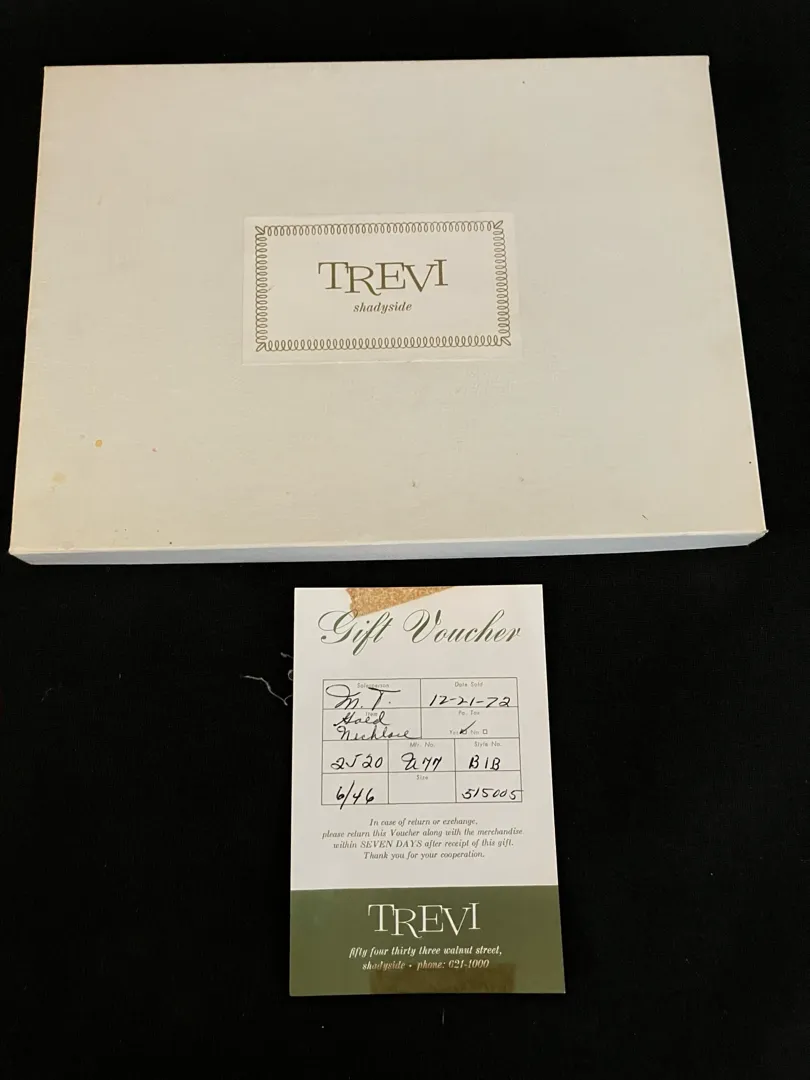 TREVI
shadyside
Gift Voucher
Salesperson Date Sold
M. T. 12-21-72
Item Pa. Tax
Gold Yes No
Necklace
Mfr. No. Style No.
2520 277 BIB
Size
6/46 515005
In case of return or exchange,
please return this Voucher along with the merchandise
within SEVEN DAYS after receipt of this gift.
Thank you for your cooperation.
TREVI
fifty four thirty three walnut street,
shadyside • phone: 621-1000